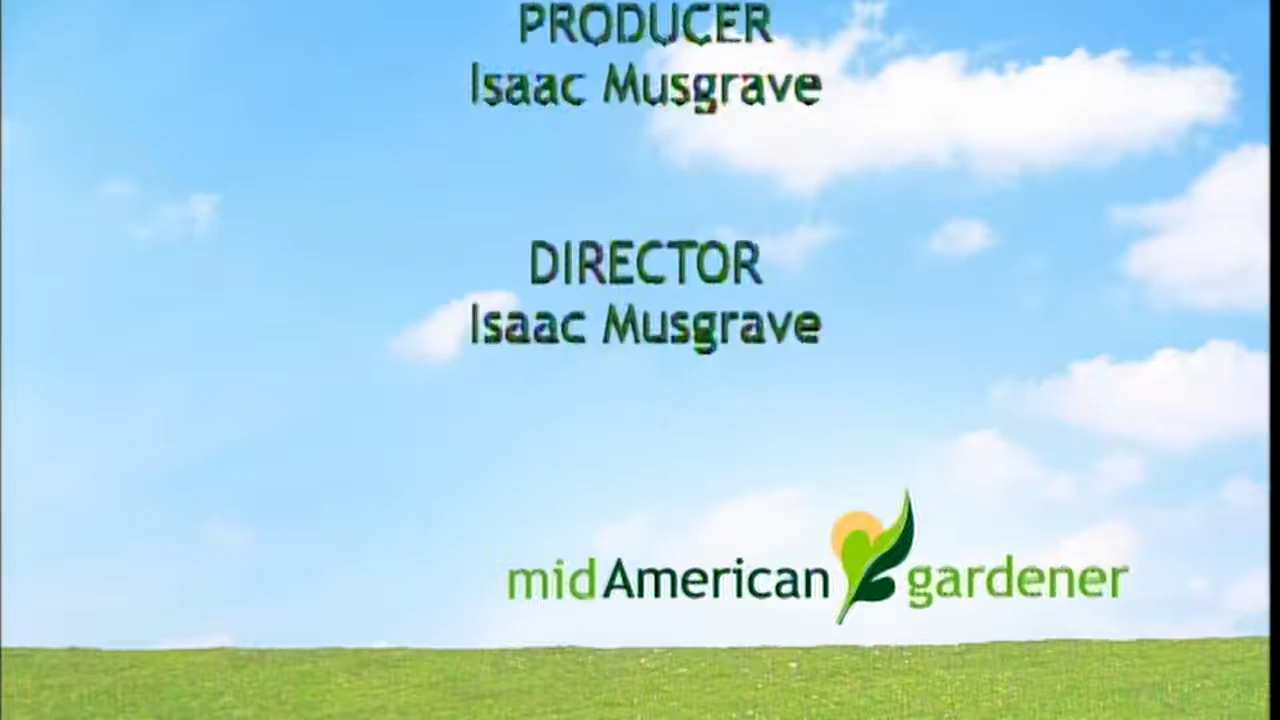 PRODUCER
Isaac Musgrave
DIRECTOR
Isaac Musgrave
midAmerican gardener